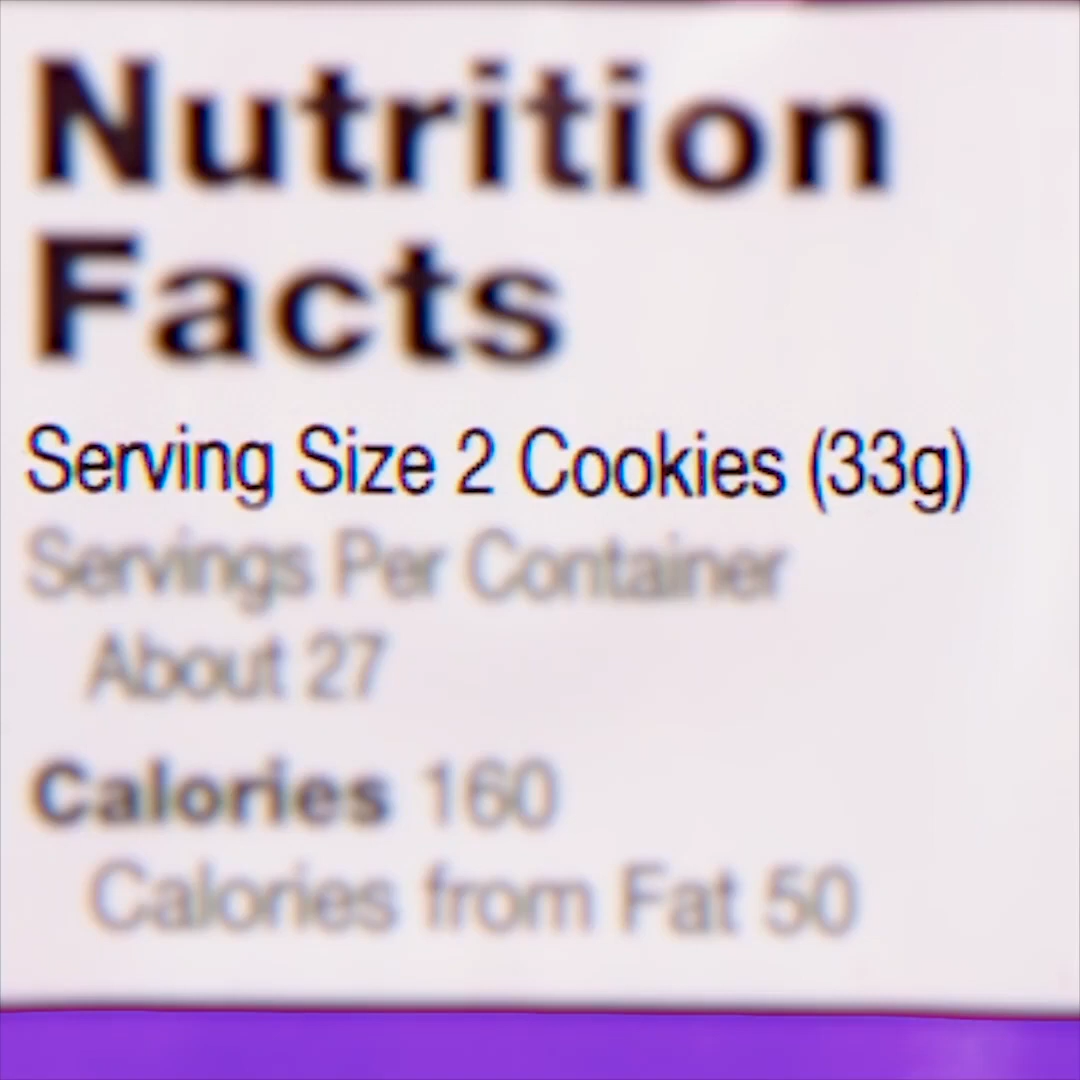 Nutrition
Facts
Serving Size 2 Cookies (33g)
Servings Per Container
About 27
Calories 160
Calories from Fat 50